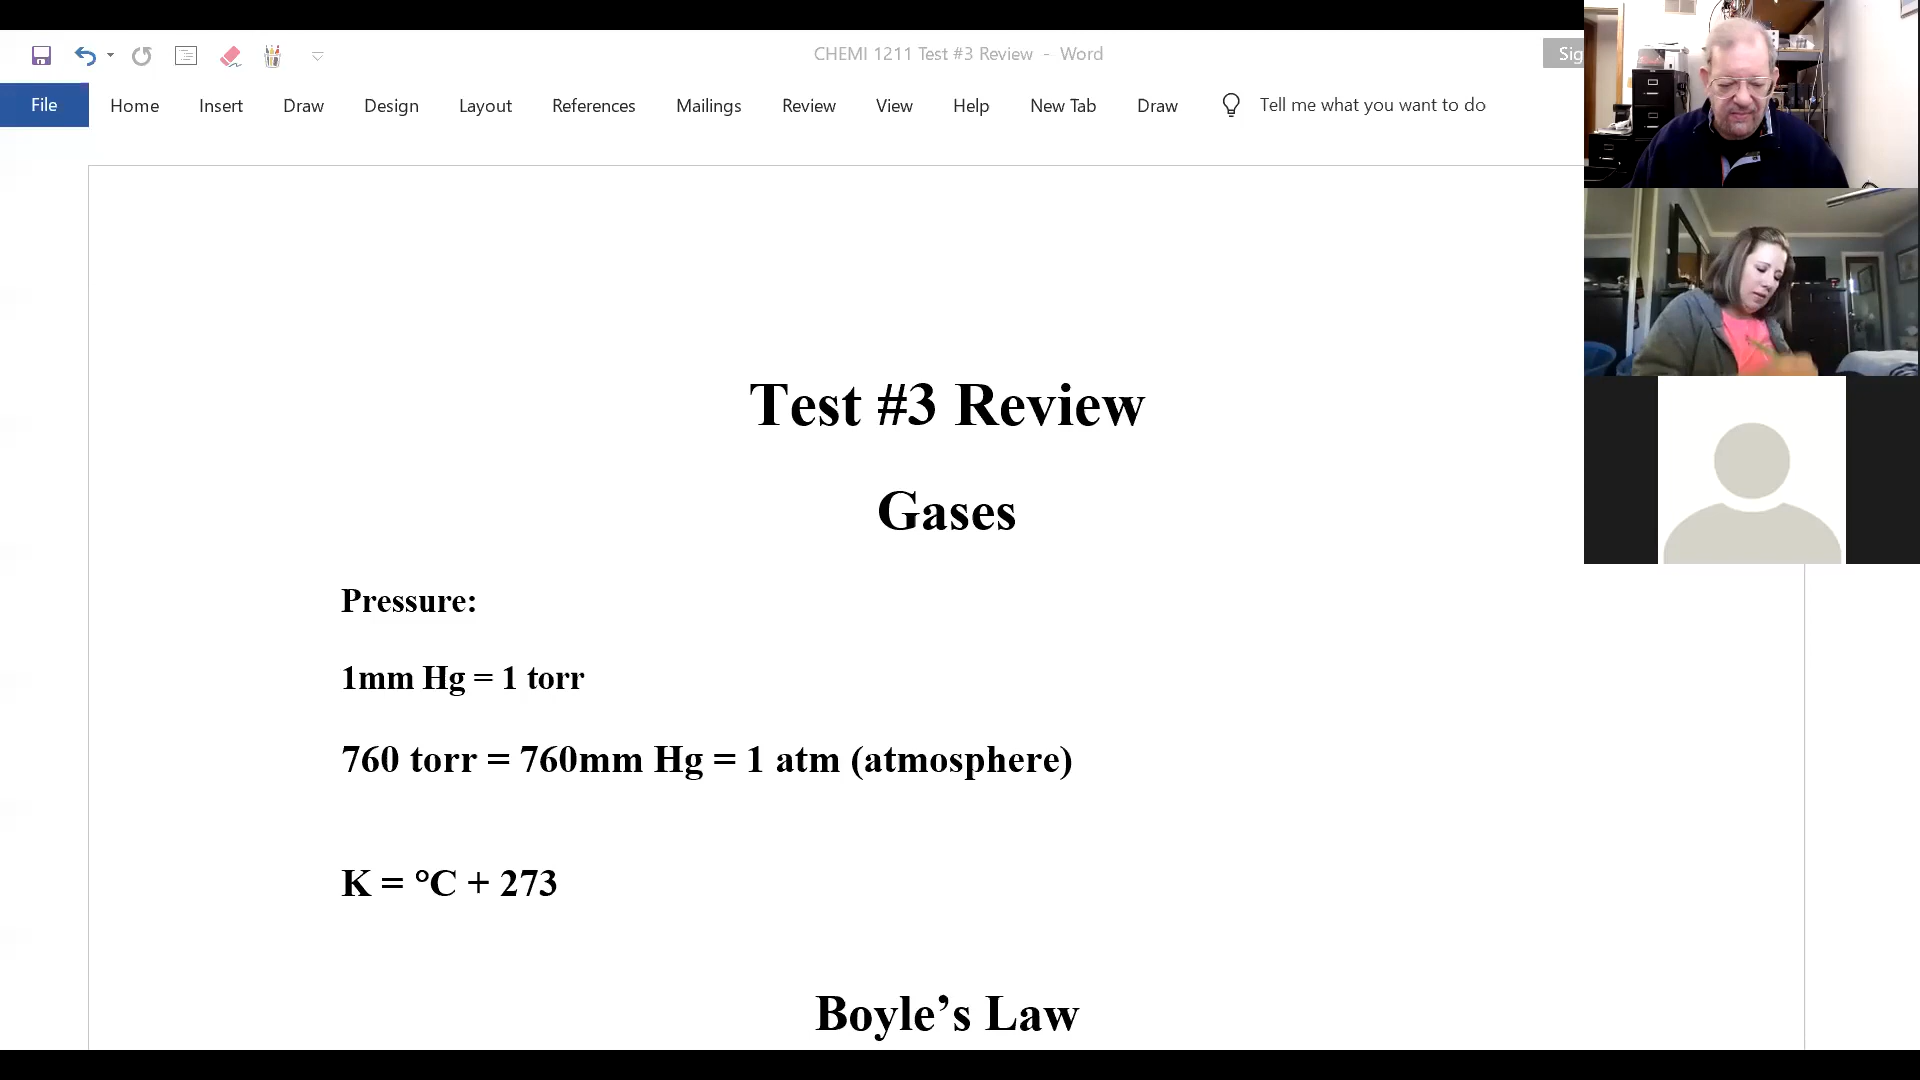 CHEMI 1211 Test #3 Review - Word
Sig
File Home Insert Draw Design Layout References Mailings Review View Help New Tab Draw Tell me what you want to do
Test #3 Review
Gases
Pressure:
1mm Hg = 1 torr
760 torr = 760mm Hg = 1 atm (atmosphere)
K = °C + 273
Boyle’s Law